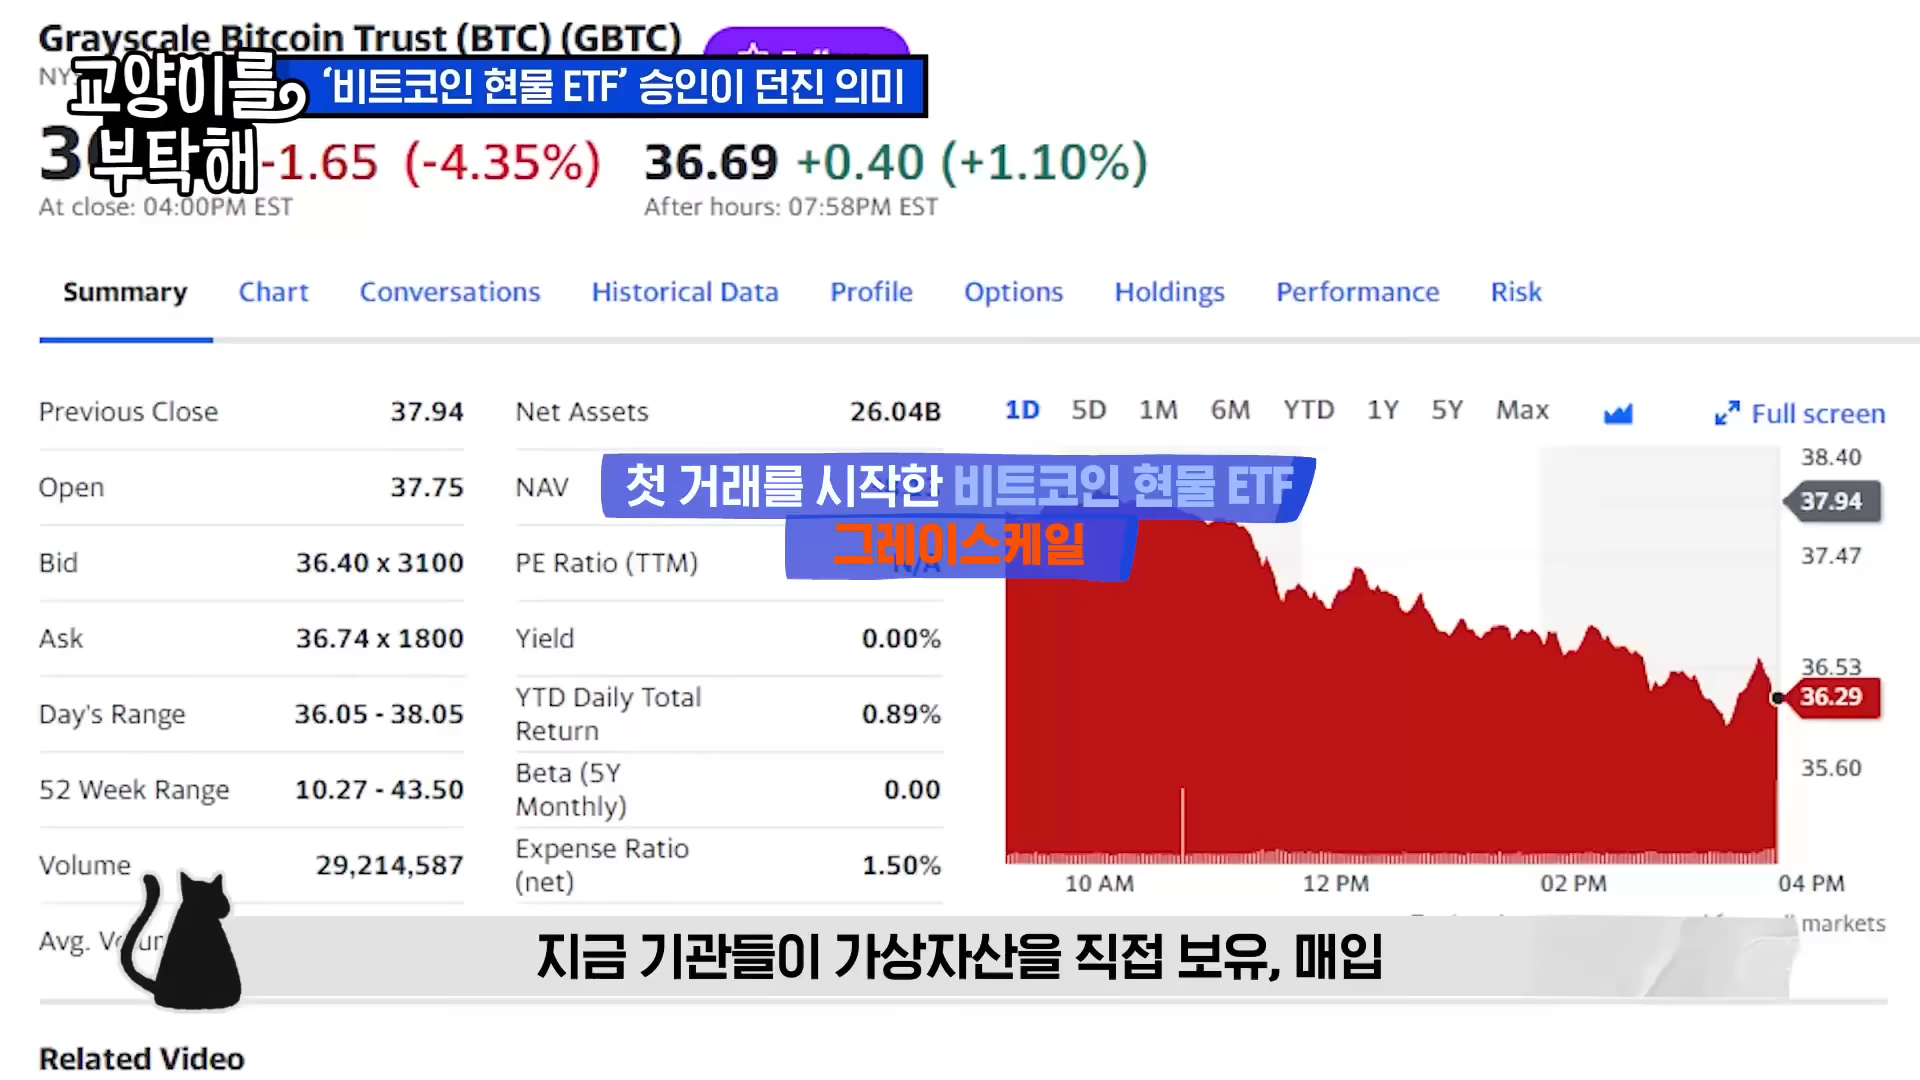 Grayscale Bitcoin Trust (BTC) (GBTC)
교양이를
부탁해
‘비트코인 현물 ETF’ 승인이 던진 의미
-1.65 (-4.35%)
36.69 +0.40 (+1.10%)
At close: 04:00PM EST
After hours: 07:58PM EST
Summary Chart Conversations Historical Data Profile Options Holdings Performance Risk
Previous Close 37.94
Open 37.75
Bid 36.40 x 3100
Ask 36.74 x 1800
Day's Range 36.05 - 38.05
52 Week Range 10.27 - 43.50
Volume 29,214,587
Avg.
Net Assets 26.04B
NAV
PE Ratio (TTM) N/A
Yield 0.00%
YTD Daily Total
Return 0.89%
Beta (5Y
Monthly) 0.00
Expense Ratio
(net) 1.50%
1D 5D 1M 6M YTD 1Y 5Y Max Full screen
첫 거래를 시작한 비트코인 현물 ETF
그레이스케일
38.40
37.94
37.47
36.53
36.29
35.60
10 AM 12 PM 02 PM 04 PM
markets
지금 기관들이 가상자산을 직접 보유, 매입
Related Video